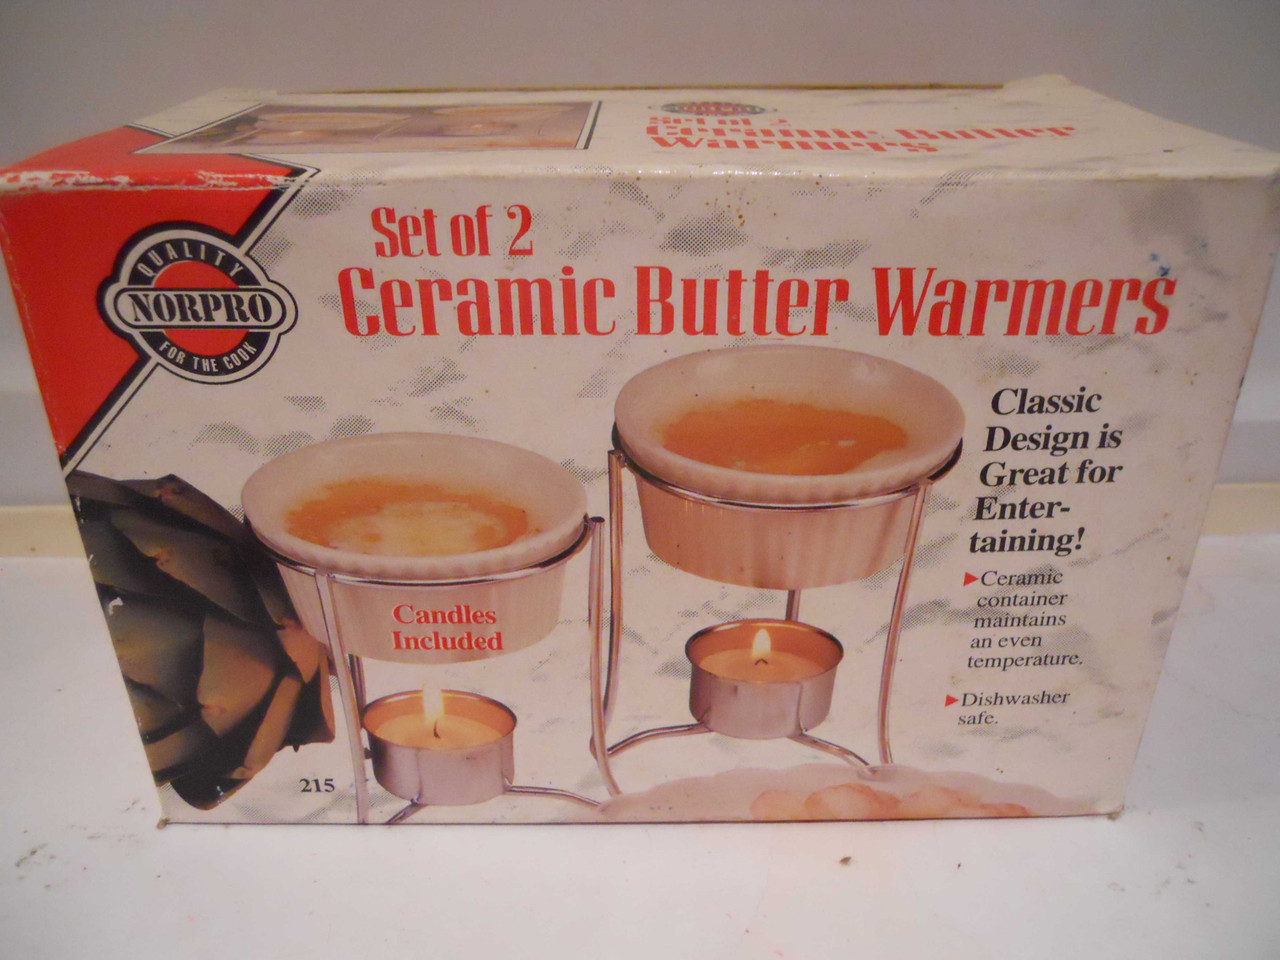 Set of 2
Ceramic Butter
Warmers
QUALITY
NORPRO
FOR THE COOK
Set of 2
Ceramic Butter Warmers
Classic
Design is
Great for
Enter-
taining!
▶Ceramic
container
maintains
an even
temperature.
▶Dishwasher
safe.
Candles
Included
215